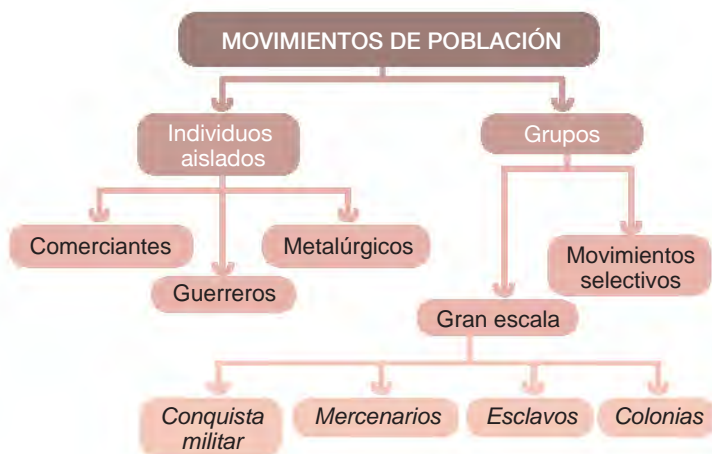 MOVIMIENTOS DE POBLACIÓN
Individuos
aislados
Grupos
Comerciantes
Guerreros
Metalúrgicos
Movimientos
selectivos
Gran escala
Conquista
militar
Mercenarios
Esclavos
Colonias